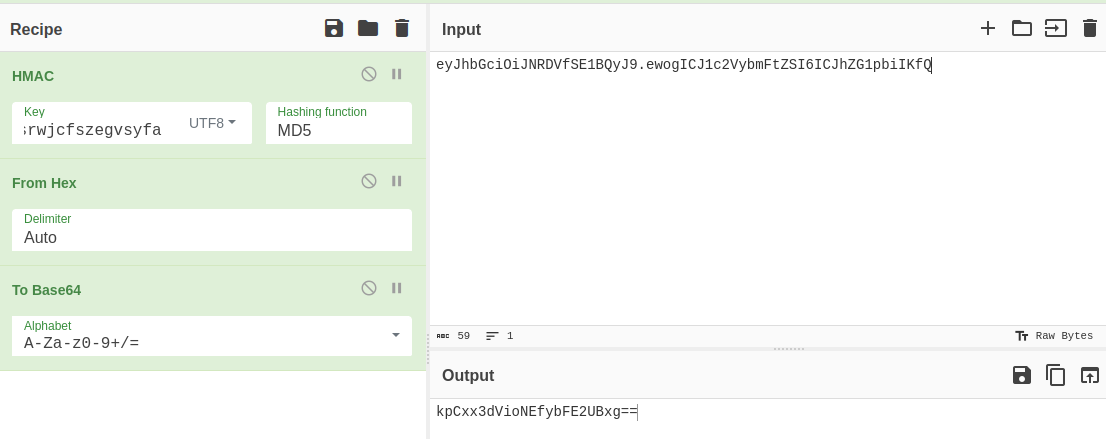 Recipe
HMAC
Key
srwjcfszegvsyfa
UTF8
Hashing function
MD5
From Hex
Delimiter
Auto
To Base64
Alphabet
A-Za-z0-9+/=
Input
eyJhbGciOiJNRDVfSE1BQyJ9.ewogICJ1c2VybmFtZSI6ICJhZG1pbiIKfQ
ABC 59
1
Tт Raw Bytes
Output
kpCxx3dVioNEfybFE2UBxg==